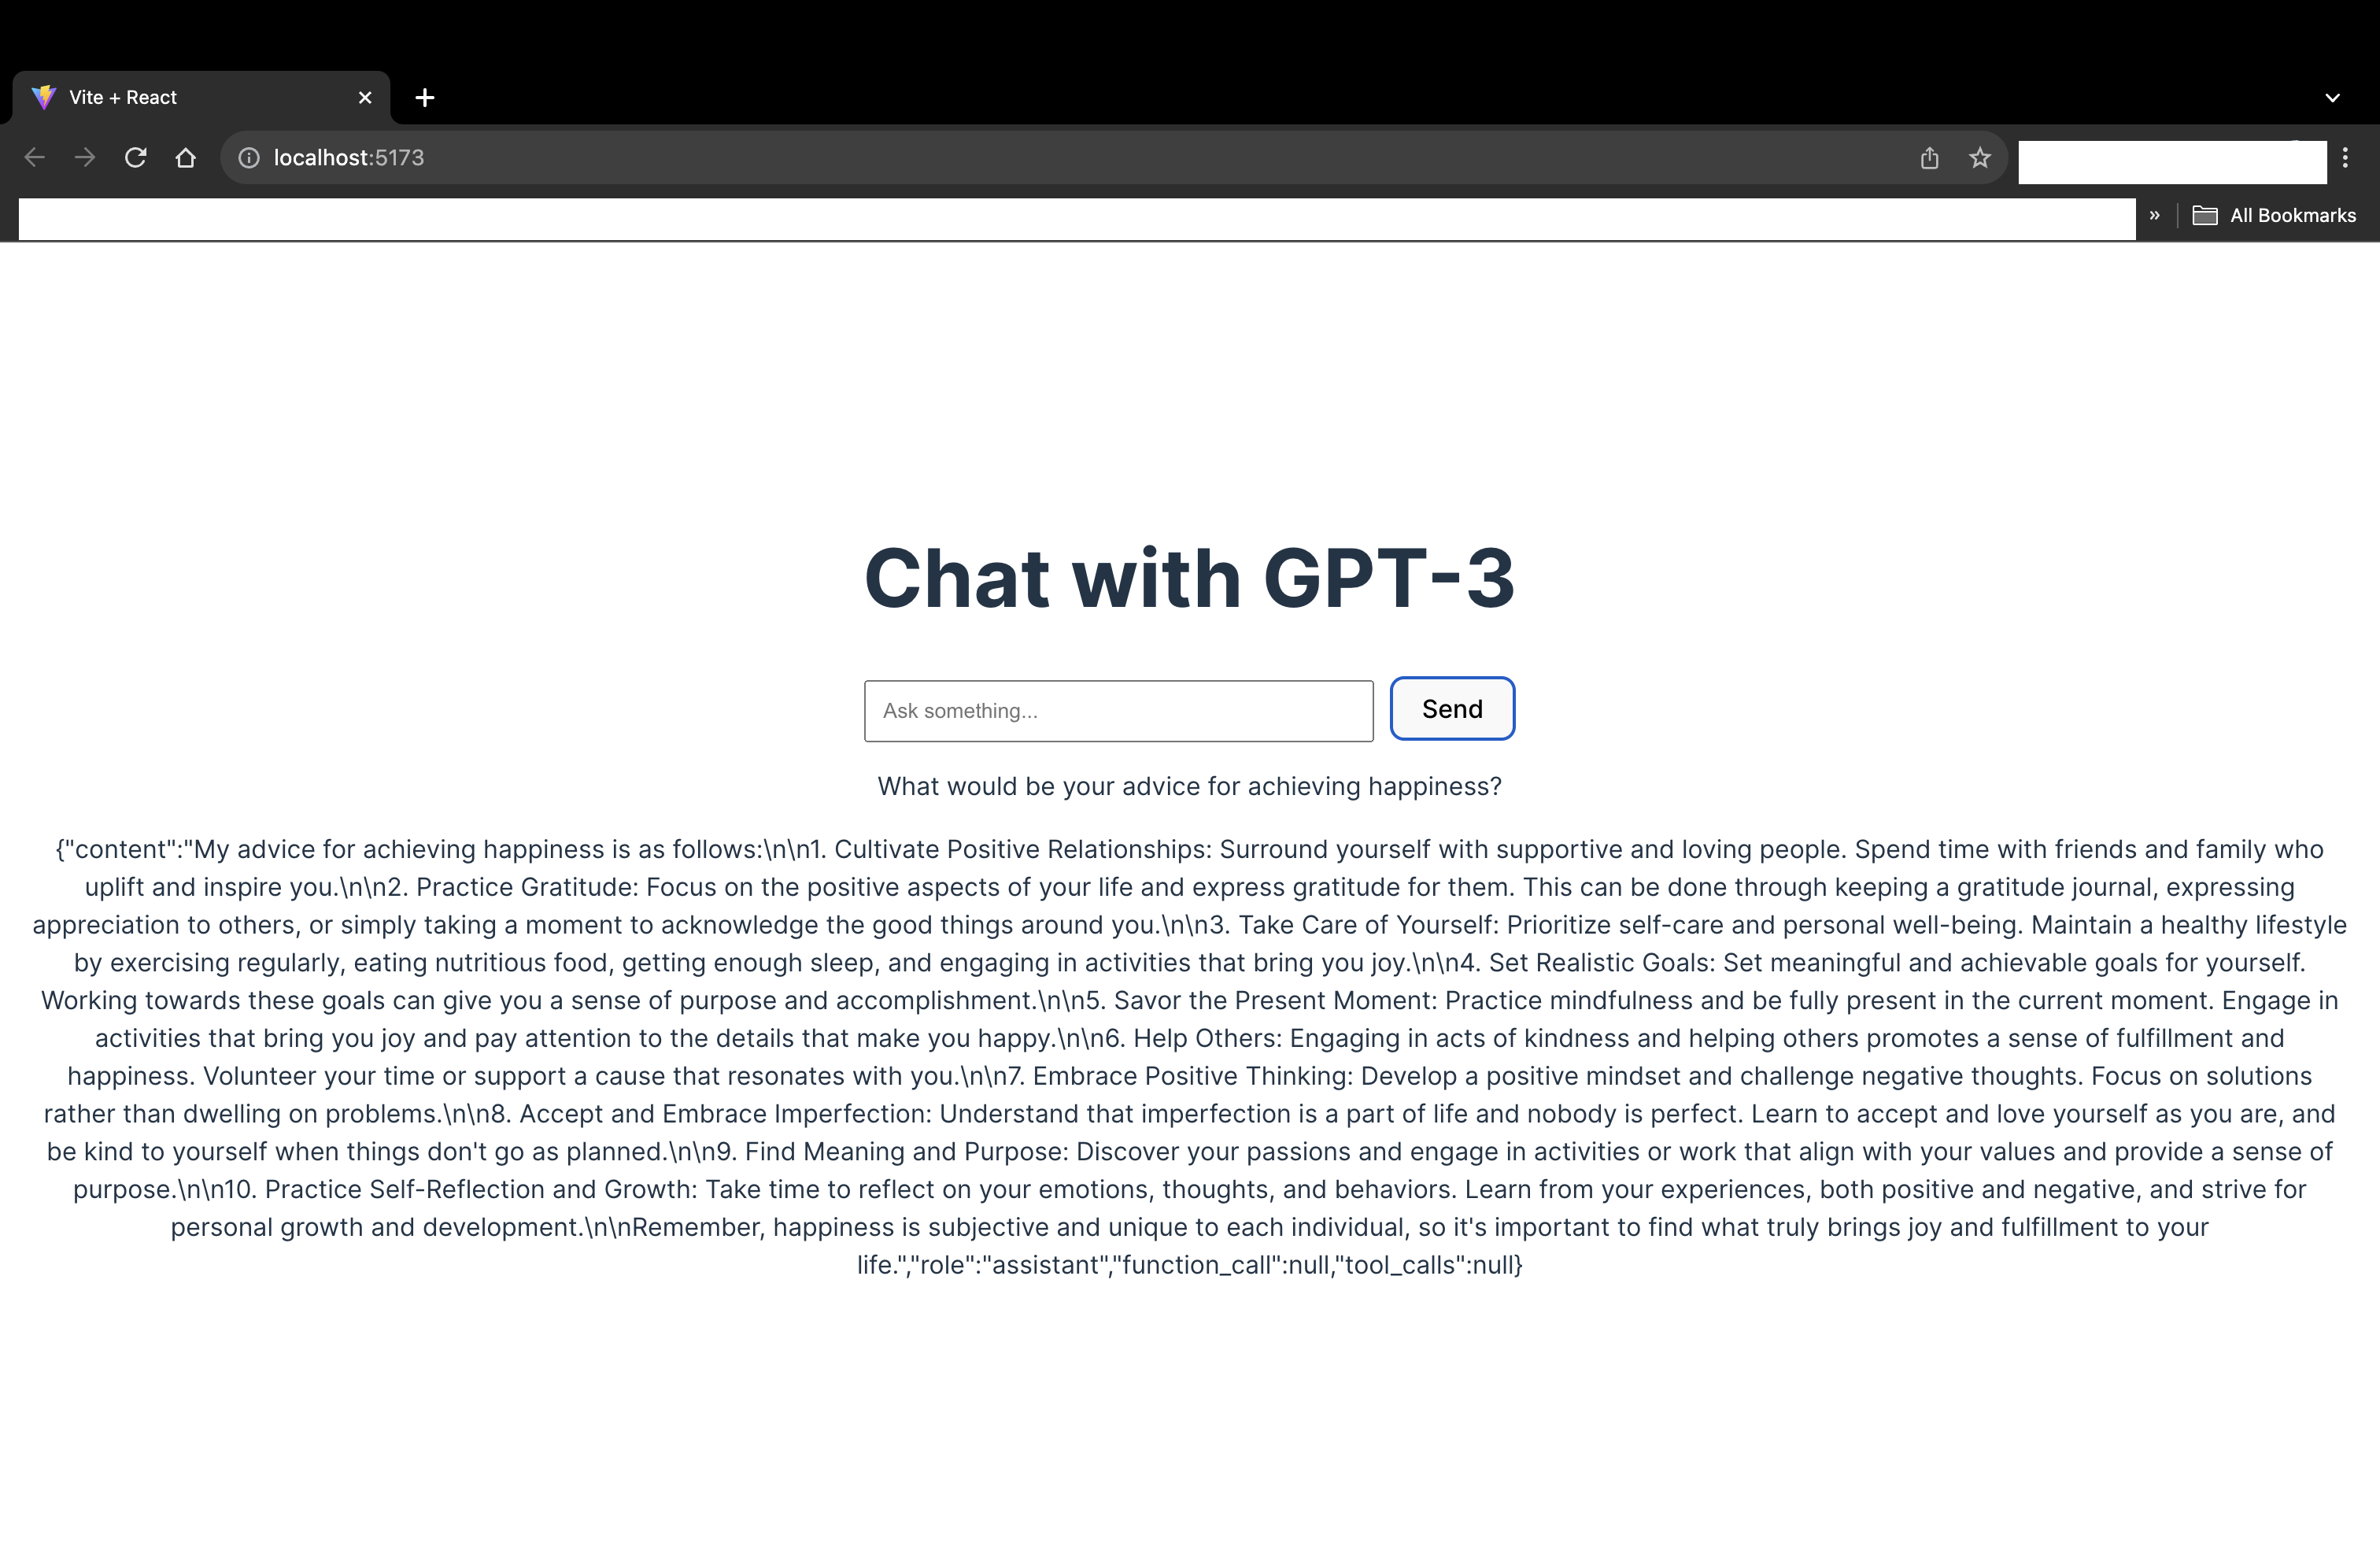 Vite + React
localhost:5173
» All Bookmarks
Chat with GPT-3
Ask something...
Send
What would be your advice for achieving happiness?
{"content":"My advice for achieving happiness is as follows:\n\n1. Cultivate Positive Relationships: Surround yourself with supportive and loving people. Spend time with friends and family who
uplift and inspire you.\n\n2. Practice Gratitude: Focus on the positive aspects of your life and express gratitude for them. This can be done through keeping a gratitude journal, expressing
appreciation to others, or simply taking a moment to acknowledge the good things around you.\n\n3. Take Care of Yourself: Prioritize self-care and personal well-being. Maintain a healthy lifestyle
by exercising regularly, eating nutritious food, getting enough sleep, and engaging in activities that bring you joy.\n\n4. Set Realistic Goals: Set meaningful and achievable goals for yourself.
Working towards these goals can give you a sense of purpose and accomplishment.\n\n5. Savor the Present Moment: Practice mindfulness and be fully present in the current moment. Engage in
activities that bring you joy and pay attention to the details that make you happy.\n\n6. Help Others: Engaging in acts of kindness and helping others promotes a sense of fulfillment and
happiness. Volunteer your time or support a cause that resonates with you.\n\n7. Embrace Positive Thinking: Develop a positive mindset and challenge negative thoughts. Focus on solutions
rather than dwelling on problems.\n\n8. Accept and Embrace Imperfection: Understand that imperfection is a part of life and nobody is perfect. Learn to accept and love yourself as you are, and
be kind to yourself when things don't go as planned.\n\n9. Find Meaning and Purpose: Discover your passions and engage in activities or work that align with your values and provide a sense of
purpose.\n\n10. Practice Self-Reflection and Growth: Take time to reflect on your emotions, thoughts, and behaviors. Learn from your experiences, both positive and negative, and strive for
personal growth and development.\n\nRemember, happiness is subjective and unique to each individual, so it's important to find what truly brings joy and fulfillment to your
life.","role":"assistant","function_call":null,"tool_calls":null}